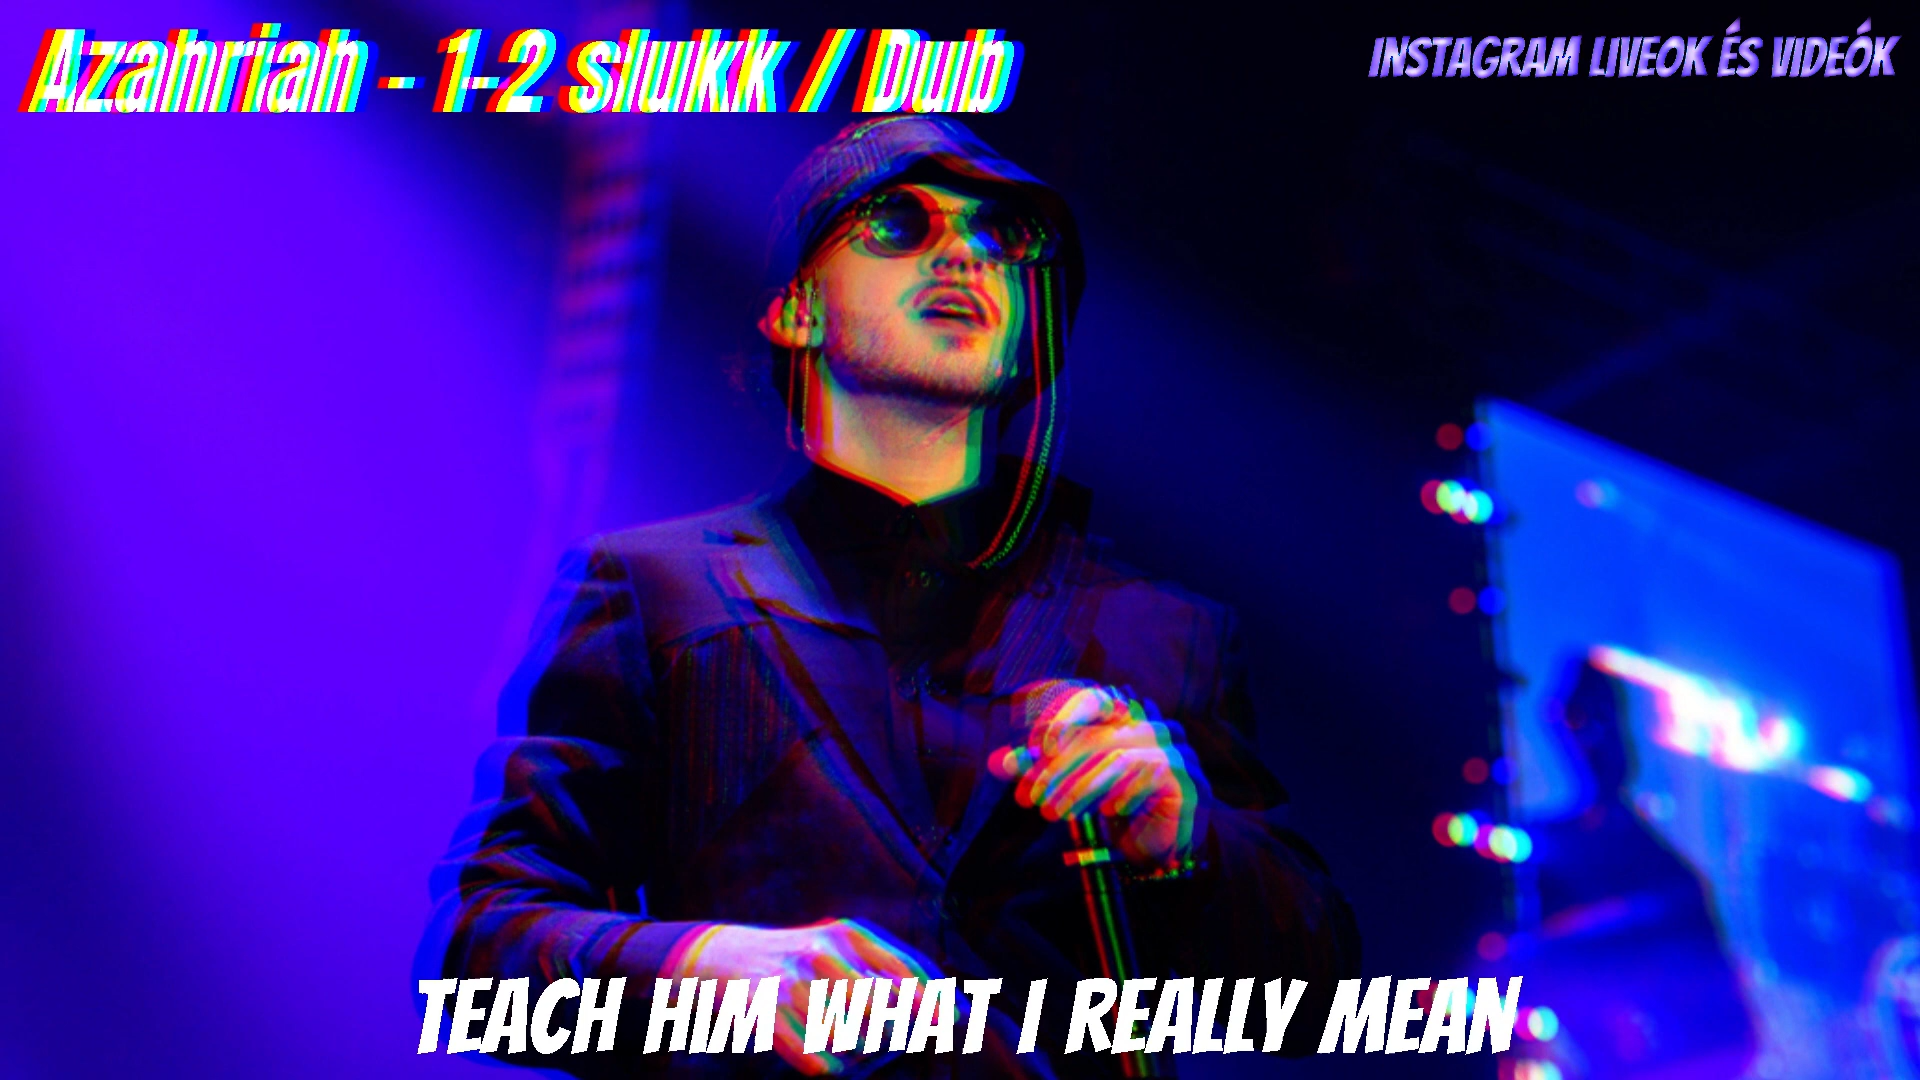 Azahriah - 1-2 slukk / Dub
INSTAGRAM LIVEOK ÉS VIDEÓK
TEACH HIM WHAT I REALLY MEAN